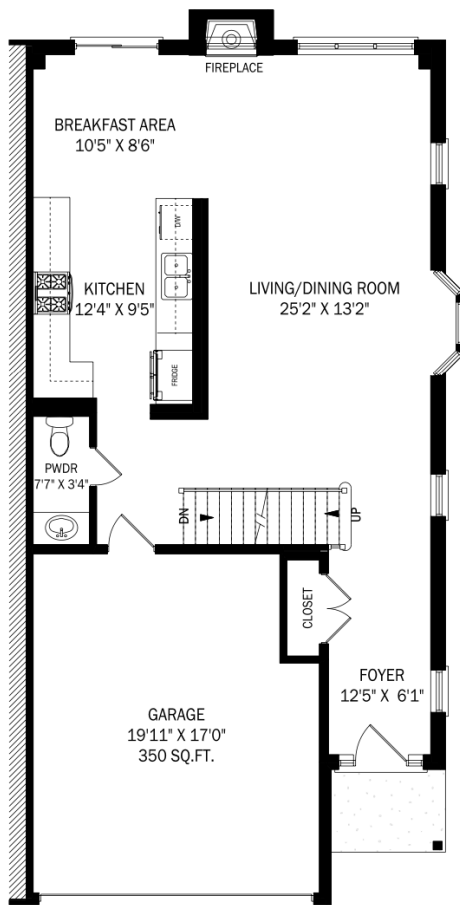 FIREPLACE
BREAKFAST AREA
10'5" X 8'6"
D/W
KITCHEN
12'4" X 9'5"
LIVING/DINING ROOM
25'2" X 13'2"
FRIDGE
PWDR
7'7" X 3'4"
DN
UP
CLOSET
FOYER
12'5" X 6'1"
GARAGE
19'11" X 17'0"
350 SQ.FT.